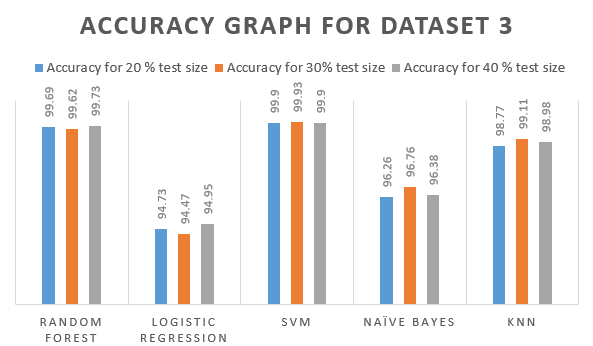 ACCURACY GRAPH FOR DATASET 3
Accuracy for 20 % test size Accuracy for 30% test size Accuracy for 40 % test size
99.69 99.62 99.73 94.73 94.47 94.95 99.9 99.93 99.9 96.26 96.76 96.38 98.77 99.11 98.98
RANDOM FOREST
LOGISTIC REGRESSION
SVM
NAÏVE BAYES
KNN